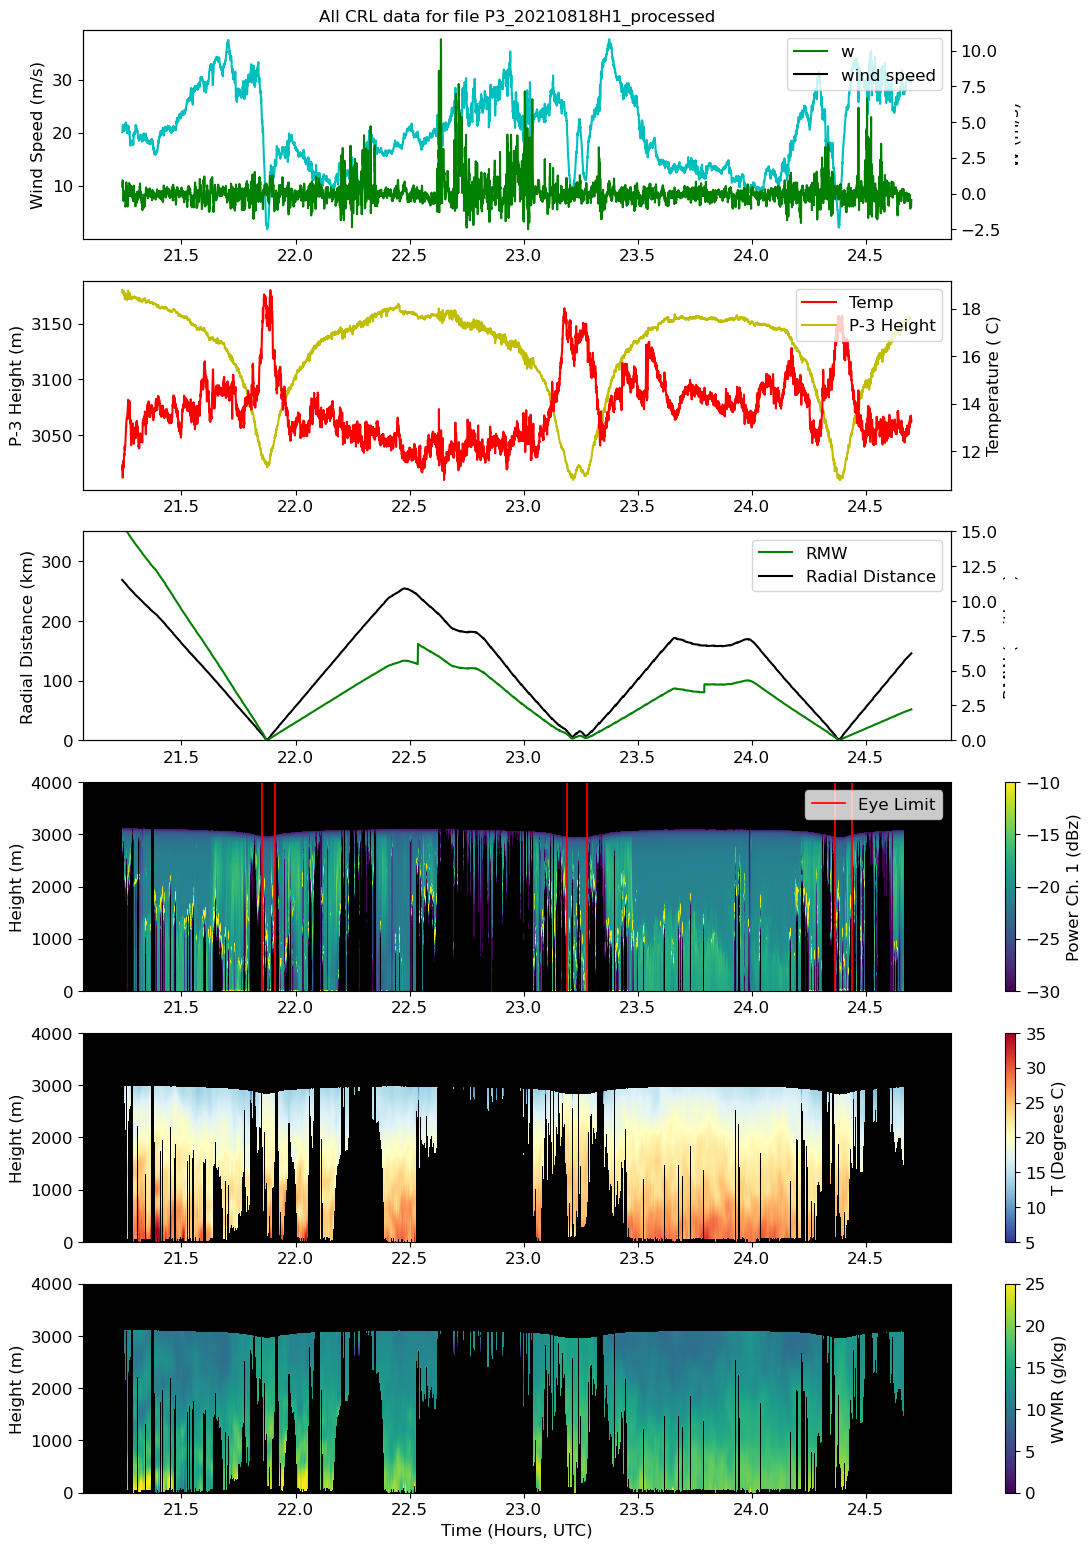 All CRL data for file P3_20210818H1_processed
Wind Speed (m/s)
30
20
10
w
wind speed
10.0
7.5
5.0
2.5
0.0
−2.5
21.5 22.0 22.5 23.0 23.5 24.0 24.5
P-3 Height (m)
3150
3100
3050
Temp
P-3 Height
18
16
14
12
Temperature ( C)
21.5 22.0 22.5 23.0 23.5 24.0 24.5
Radial Distance (km)
300
200
100
0
RMW
Radial Distance
15.0
12.5
10.0
7.5
5.0
2.5
0.0
21.5 22.0 22.5 23.0 23.5 24.0 24.5
Height (m)
4000
3000
2000
1000
0
Eye Limit
−10
−15
−20
−25
−30
Power Ch. 1 (dBz)
21.5 22.0 22.5 23.0 23.5 24.0 24.5
Height (m)
4000
3000
2000
1000
0
35
30
25
20
15
10
5
T (Degrees C)
21.5 22.0 22.5 23.0 23.5 24.0 24.5
Height (m)
4000
3000
2000
1000
0
25
20
15
10
5
0
WVMR (g/kg)
21.5 22.0 22.5 23.0 23.5 24.0 24.5
Time (Hours, UTC)